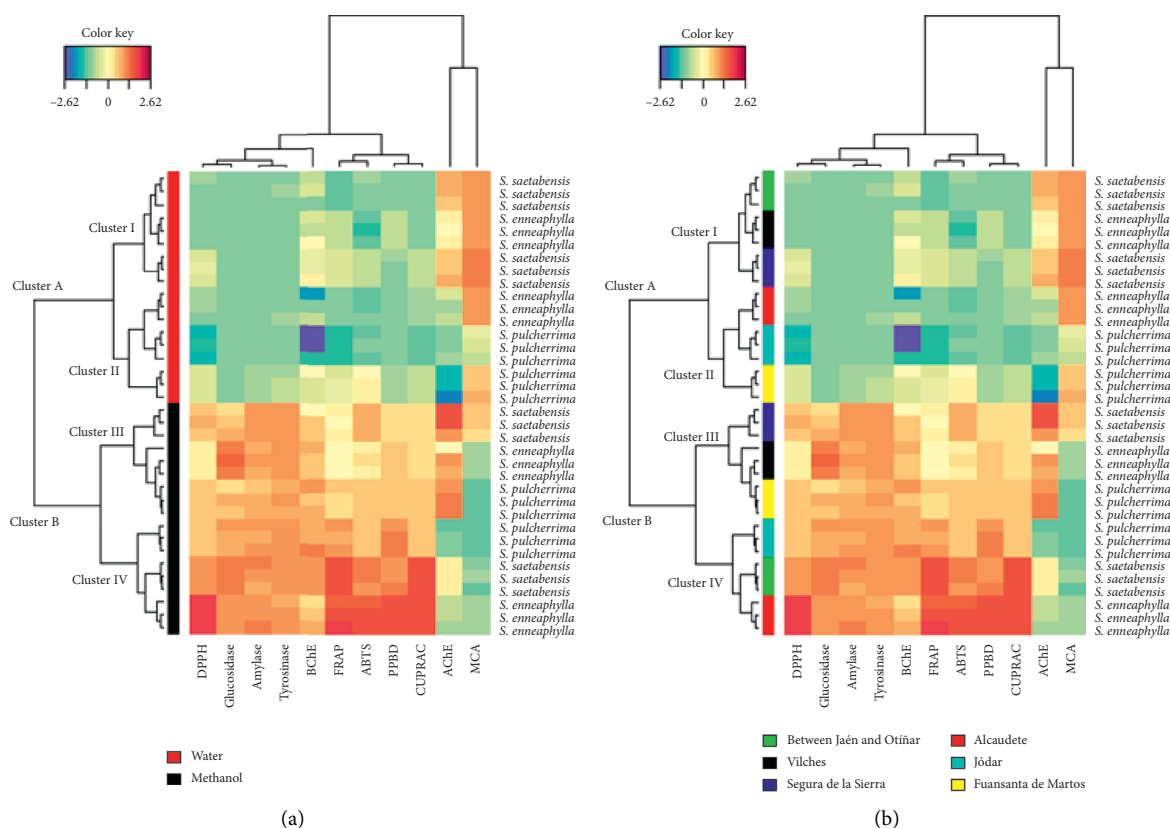 Color key
−2.62 0 2.62
Cluster A
Cluster I
Cluster II
Cluster B
Cluster III
Cluster IV
S. saetabensis
S. saetabensis
S. saetabensis
S. enneaphylla
S. enneaphylla
S. enneaphylla
S. saetabensis
S. saetabensis
S. saetabensis
S. enneaphylla
S. enneaphylla
S. enneaphylla
S. pulcherrima
S. pulcherrima
S. pulcherrima
S. pulcherrima
S. pulcherrima
S. pulcherrima
S. saetabensis
S. saetabensis
S. saetabensis
S. enneaphylla
S. enneaphylla
S. enneaphylla
S. pulcherrima
S. pulcherrima
S. pulcherrima
S. pulcherrima
S. pulcherrima
S. pulcherrima
S. saetabensis
S. saetabensis
S. saetabensis
S. enneaphylla
S. enneaphylla
S. enneaphylla
DPPH
Glucosidase
Amylase
Tyrosinase
BChE
FRAP
ABTS
PPBD
CUPRAC
AChE
MCA
Water
Methanol
(a)
Color key
−2.62 0 2.62
Cluster A
Cluster I
Cluster II
Cluster B
Cluster III
Cluster IV
S. saetabensis
S. saetabensis
S. saetabensis
S. enneaphylla
S. enneaphylla
S. enneaphylla
S. saetabensis
S. saetabensis
S. saetabensis
S. enneaphylla
S. enneaphylla
S. enneaphylla
S. pulcherrima
S. pulcherrima
S. pulcherrima
S. pulcherrima
S. pulcherrima
S. pulcherrima
S. saetabensis
S. saetabensis
S. saetabensis
S. enneaphylla
S. enneaphylla
S. enneaphylla
S. pulcherrima
S. pulcherrima
S. pulcherrima
S. pulcherrima
S. pulcherrima
S. pulcherrima
S. saetabensis
S. saetabensis
S. saetabensis
S. enneaphylla
S. enneaphylla
S. enneaphylla
DPPH
Glucosidase
Amylase
Tyrosinase
BChE
FRAP
ABTS
PPBD
CUPRAC
AChE
MCA
Between Jaén and Otíñar
Vilches
Segura de la Sierra
Alcaudete
Jódar
Fuansanta de Martos
(b)